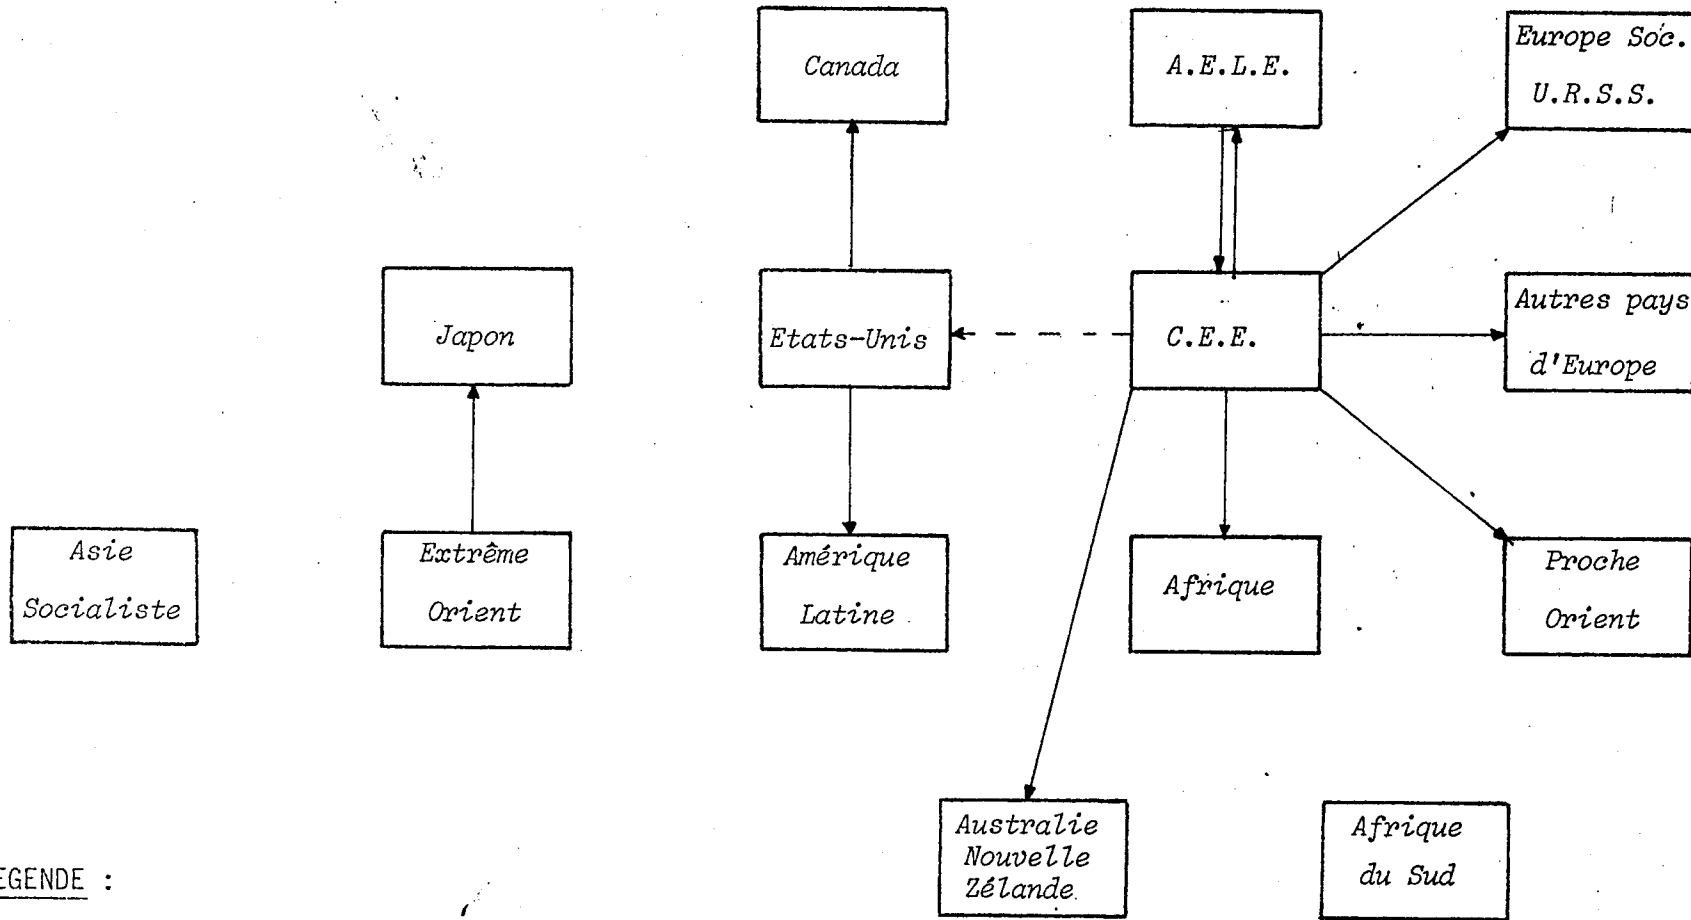 Canada
A.E.L.E.
Europe Soc.
U.R.S.S.
Japon
Etats-Unis
C.E.E.
Autres pays
d'Europe
Asie
Socialiste
Extrême
Orient
Amérique
Latine
Afrique
Proche
Orient
Australie
Nouvelle
Zélande
Afrique
du Sud
EGENDE :